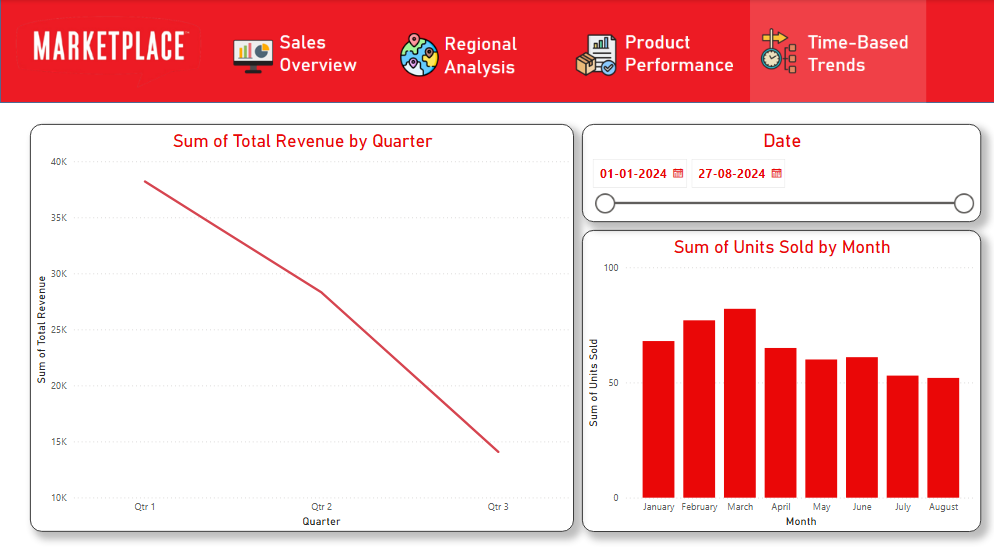 MARKETPLACE
Sales
Overview
Regional
Analysis
Product
Performance
Time-Based
Trends
Sum of Total Revenue by Quarter
40K
35K
30K
25K
20K
15K
10K
Sum of Total Revenue
Qtr 1 Qtr 2 Qtr 3
Quarter
Date
01-01-2024 27-08-2024
Sum of Units Sold by Month
100
50
0
Sum of Units Sold
January February March April May June July August
Month